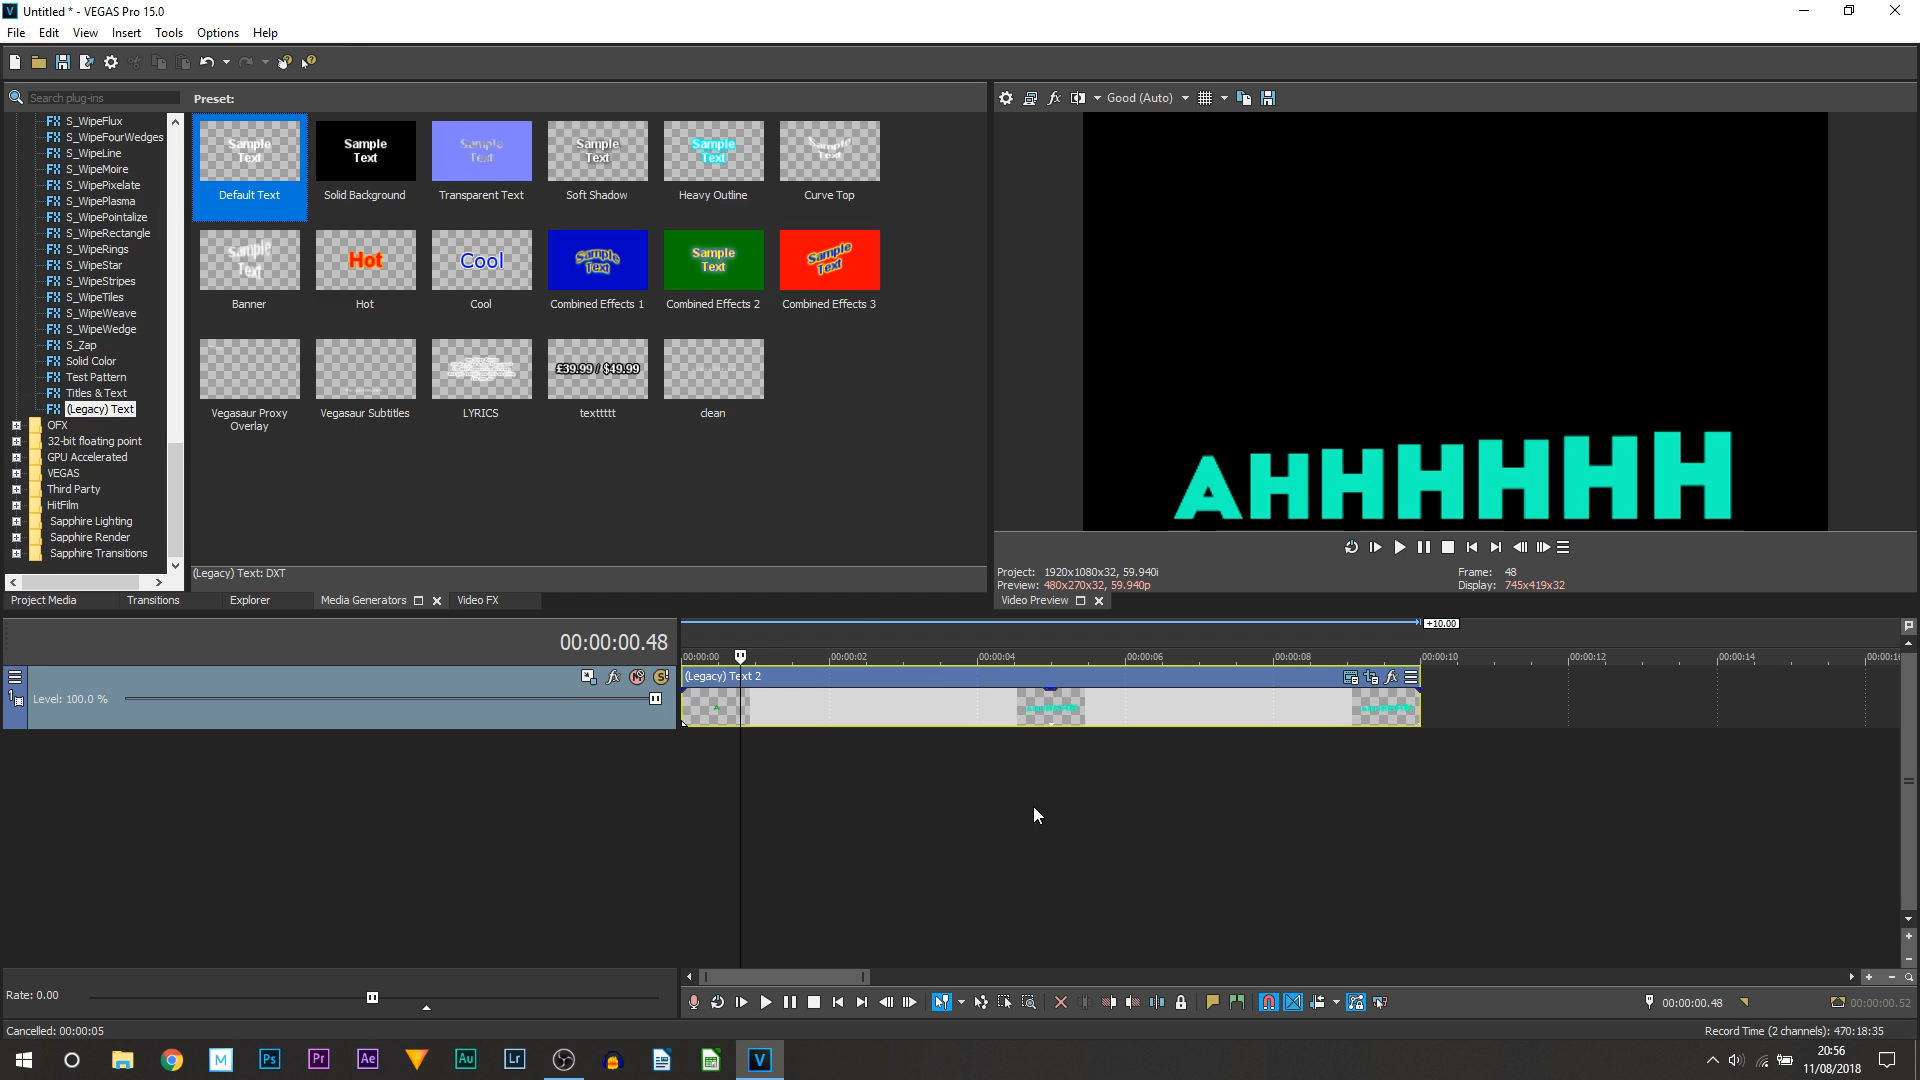 Untitled * - VEGAS Pro 15.0
File Edit View Insert Tools Options Help
Search plug-ins
Preset:
Good (Auto)
FX S_WipeFlux
FX S_WipeFourWedges
FX S_WipeLine
FX S_WipeMoire
FX S_WipePixelate
FX S_WipePlasma
FX S_WipePointalize
FX S_WipeRectangle
FX S_WipeRings
FX S_WipeStar
FX S_WipeStripes
FX S_WipeTiles
FX S_WipeWeave
FX S_WipeWedge
FX S_Zap
FX Solid Color
FX Test Pattern
FX Titles & Text
FX (Legacy) Text
OFX
32-bit floating point
GPU Accelerated
VEGAS
Third Party
HitFilm
Sapphire Lighting
Sapphire Render
Sapphire Transitions
Sample Text Sample Text Sample Text Sample Text Sample Text Sample Text
Default Text Solid Background Transparent Text Soft Shadow Heavy Outline Curve Top
Sample Text Hot Cool Sample Text Sample Text Sample Text
Banner Hot Cool Combined Effects 1 Combined Effects 2 Combined Effects 3
£39.99 / $49.99
Vegasaur Proxy Overlay Vegasaur Subtitles LYRICS texttttt clean
(Legacy) Text: DXT
AHHHHHH
Project: 1920x1080x32, 59.940i Frame: 48
Preview: 480x270x32, 59.940p Display: 745x419x32
Project Media Transitions Explorer Media Generators Video FX
Video Preview
+10.00
00:00:00.48
00:00:00 00:00:02 00:00:04 00:00:06 00:00:08 00:00:10 00:00:12 00:00:14
1
Level: 100.0 %
(Legacy) Text 2
Rate: 0.00
00:00:00.48 00:00:00.52
Cancelled: 00:00:05
Record Time (2 channels): 470:18:35
M Ps Pr Ae Au Lr V
20:56
11/08/2018